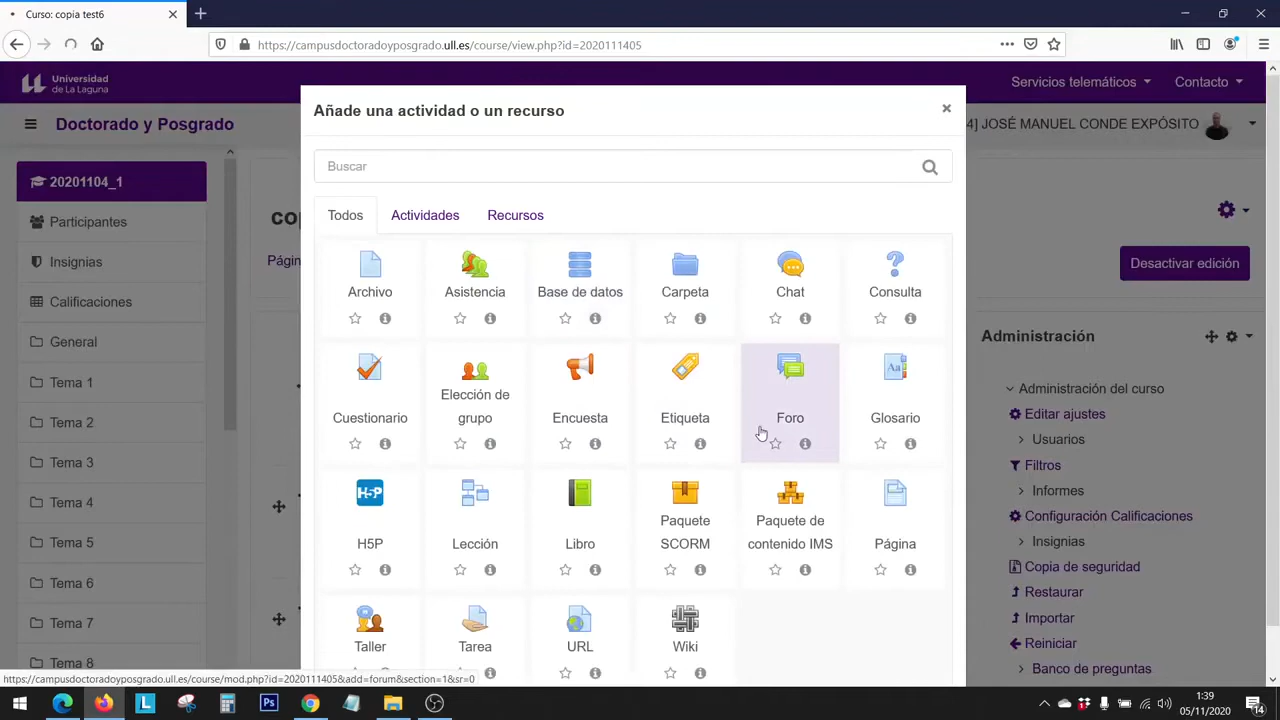 Curso: copia test6
https://campusdoctoradoyposgrado.ull.es/course/view.php?id=2020111405
Universidad
de La Laguna
Servicios telemáticos
Contacto
Doctorado y Posgrado
4] JOSÉ MANUEL CONDE EXPÓSITO
Añade una actividad o un recurso
×
Buscar
Todos
Actividades
Recursos
20201104_1
Participantes
Insignias
Calificaciones
General
Tema 1
Tema 2
Tema 3
Tema 4
Tema 5
Tema 6
Tema 7
Tema 8
cop
Págin
Archivo
Asistencia
Base de datos
Carpeta
Chat
Consulta
Cuestionario
Elección de
grupo
Encuesta
Etiqueta
Foro
Aa
Glosario
H5P
H5P
Lección
Libro
Paquete
SCORM
Paquete de
contenido IMS
Página
Taller
Tarea
URL
Wiki
Desactivar edición
Administración
Administración del curso
Editar ajustes
Usuarios
Filtros
Informes
Configuración Calificaciones
Insignias
Copia de seguridad
Restaurar
Importar
Reiniciar
Banco de preguntas
https://campusdoctoradoyposgrado.ull.es/course/mod.php?id=2020111405&add=forum&section=1&sr=0
L
Ps
1:39
05/11/2020
14